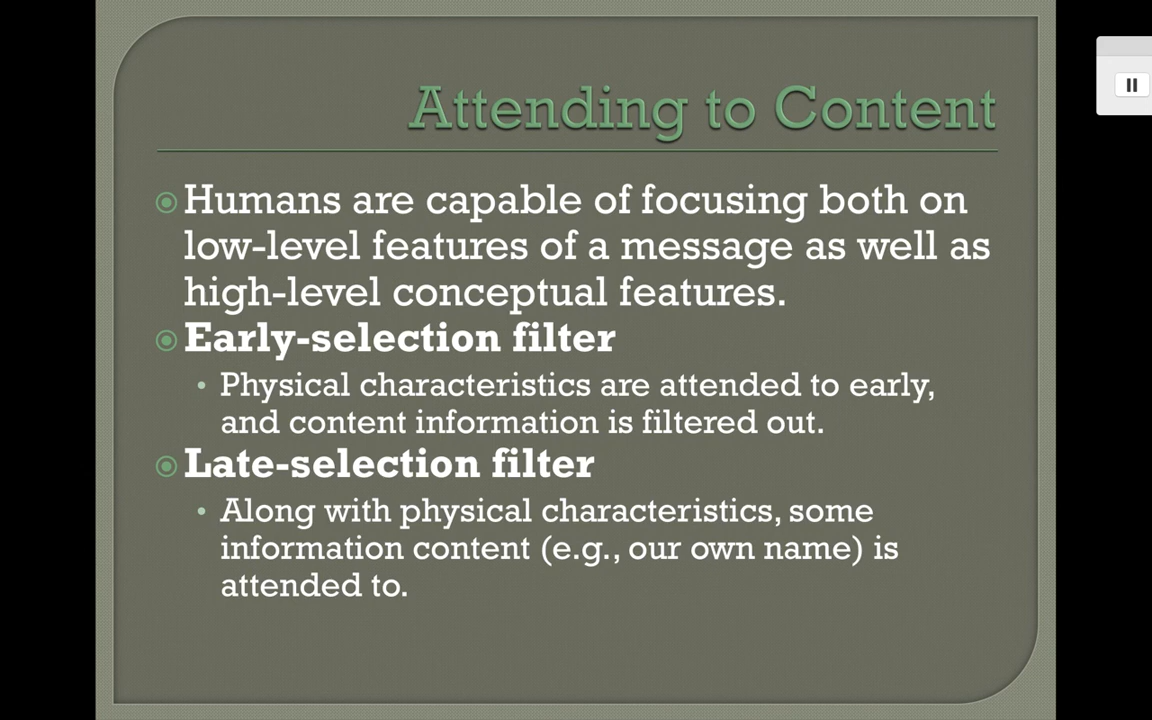 Attending to Content
Humans are capable of focusing both on
low-level features of a message as well as
high-level conceptual features.
Early-selection filter
Physical characteristics are attended to early,
and content information is filtered out.
Late-selection filter
Along with physical characteristics, some
information content (e.g., our own name) is
attended to.